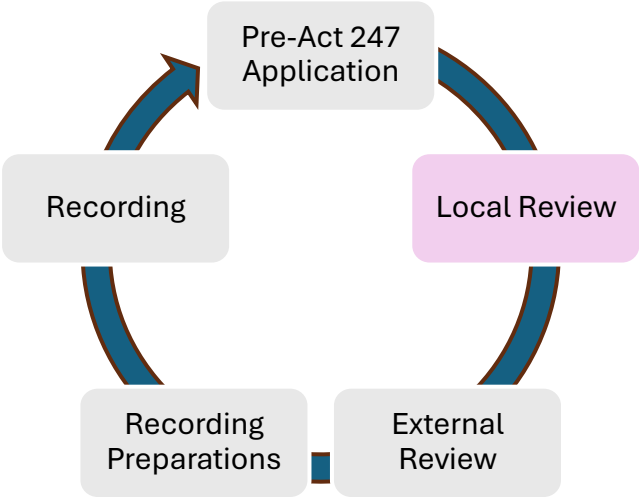 Pre-Act 247
Application
Local Review
External
Review
Recording
Preparations
Recording